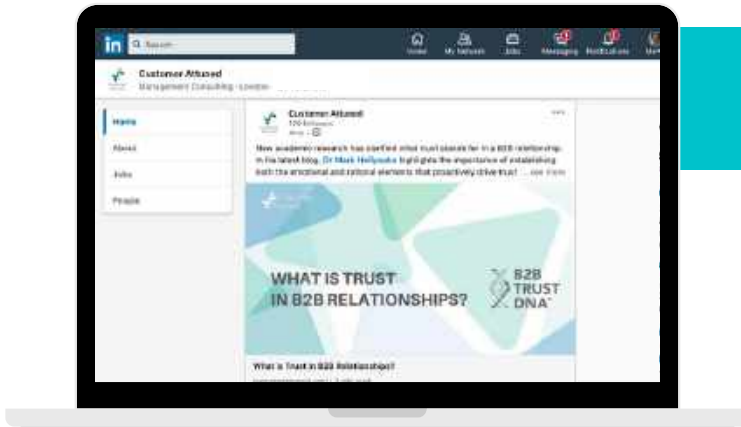 in
Search
Home My Network Jobs Messaging Notifications
Customer Attuned
Management Consulting · London
Home
About
Jobs
People
Customer Attuned
New academic research has clarified what trust stands for in a B2B relationship.
In his latest blog, Dr Mark Hollyoake highlights the importance of establishing
both the emotional and rational elements that proactively drive trust ... see more
WHAT IS TRUST
IN B2B RELATIONSHIPS?
B2B
TRUST
DNA
What is Trust in B2B Relationships?